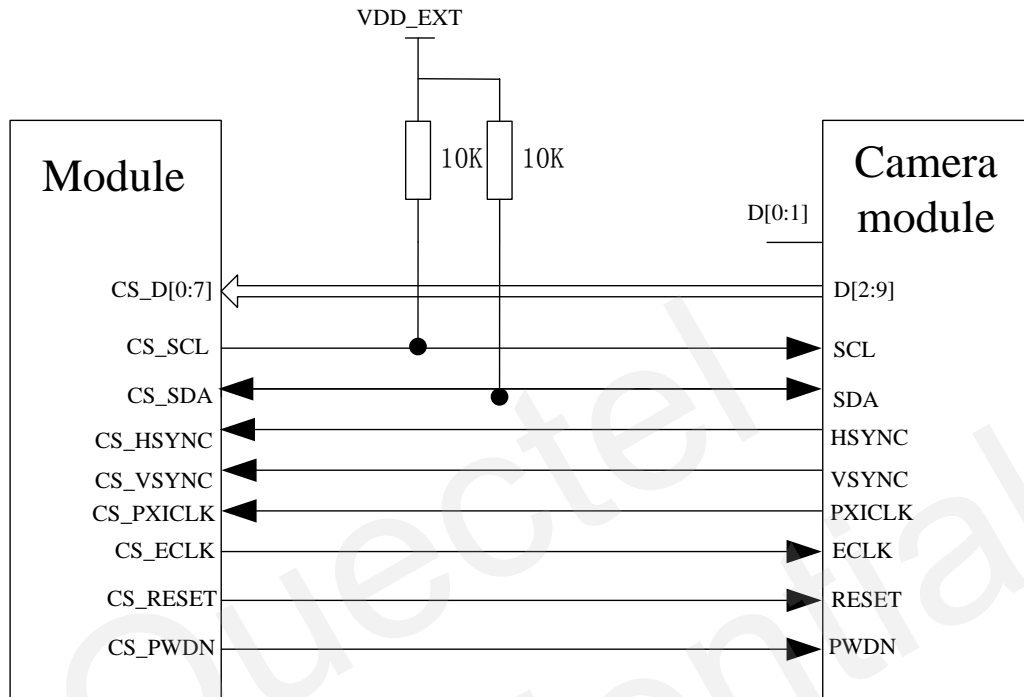 VDD_EXT
10K
10K
Module
Camera
module
D[0:1]
CS_D[0:7]
D[2:9]
CS_SCL
SCL
CS_SDA
SDA
CS_HSYNC
HSYNC
CS_VSYNC
VSYNC
CS_PXICLK
PXICLK
CS_ECLK
ECLK
CS_RESET
RESET
CS_PWDN
PWDN
Quectel